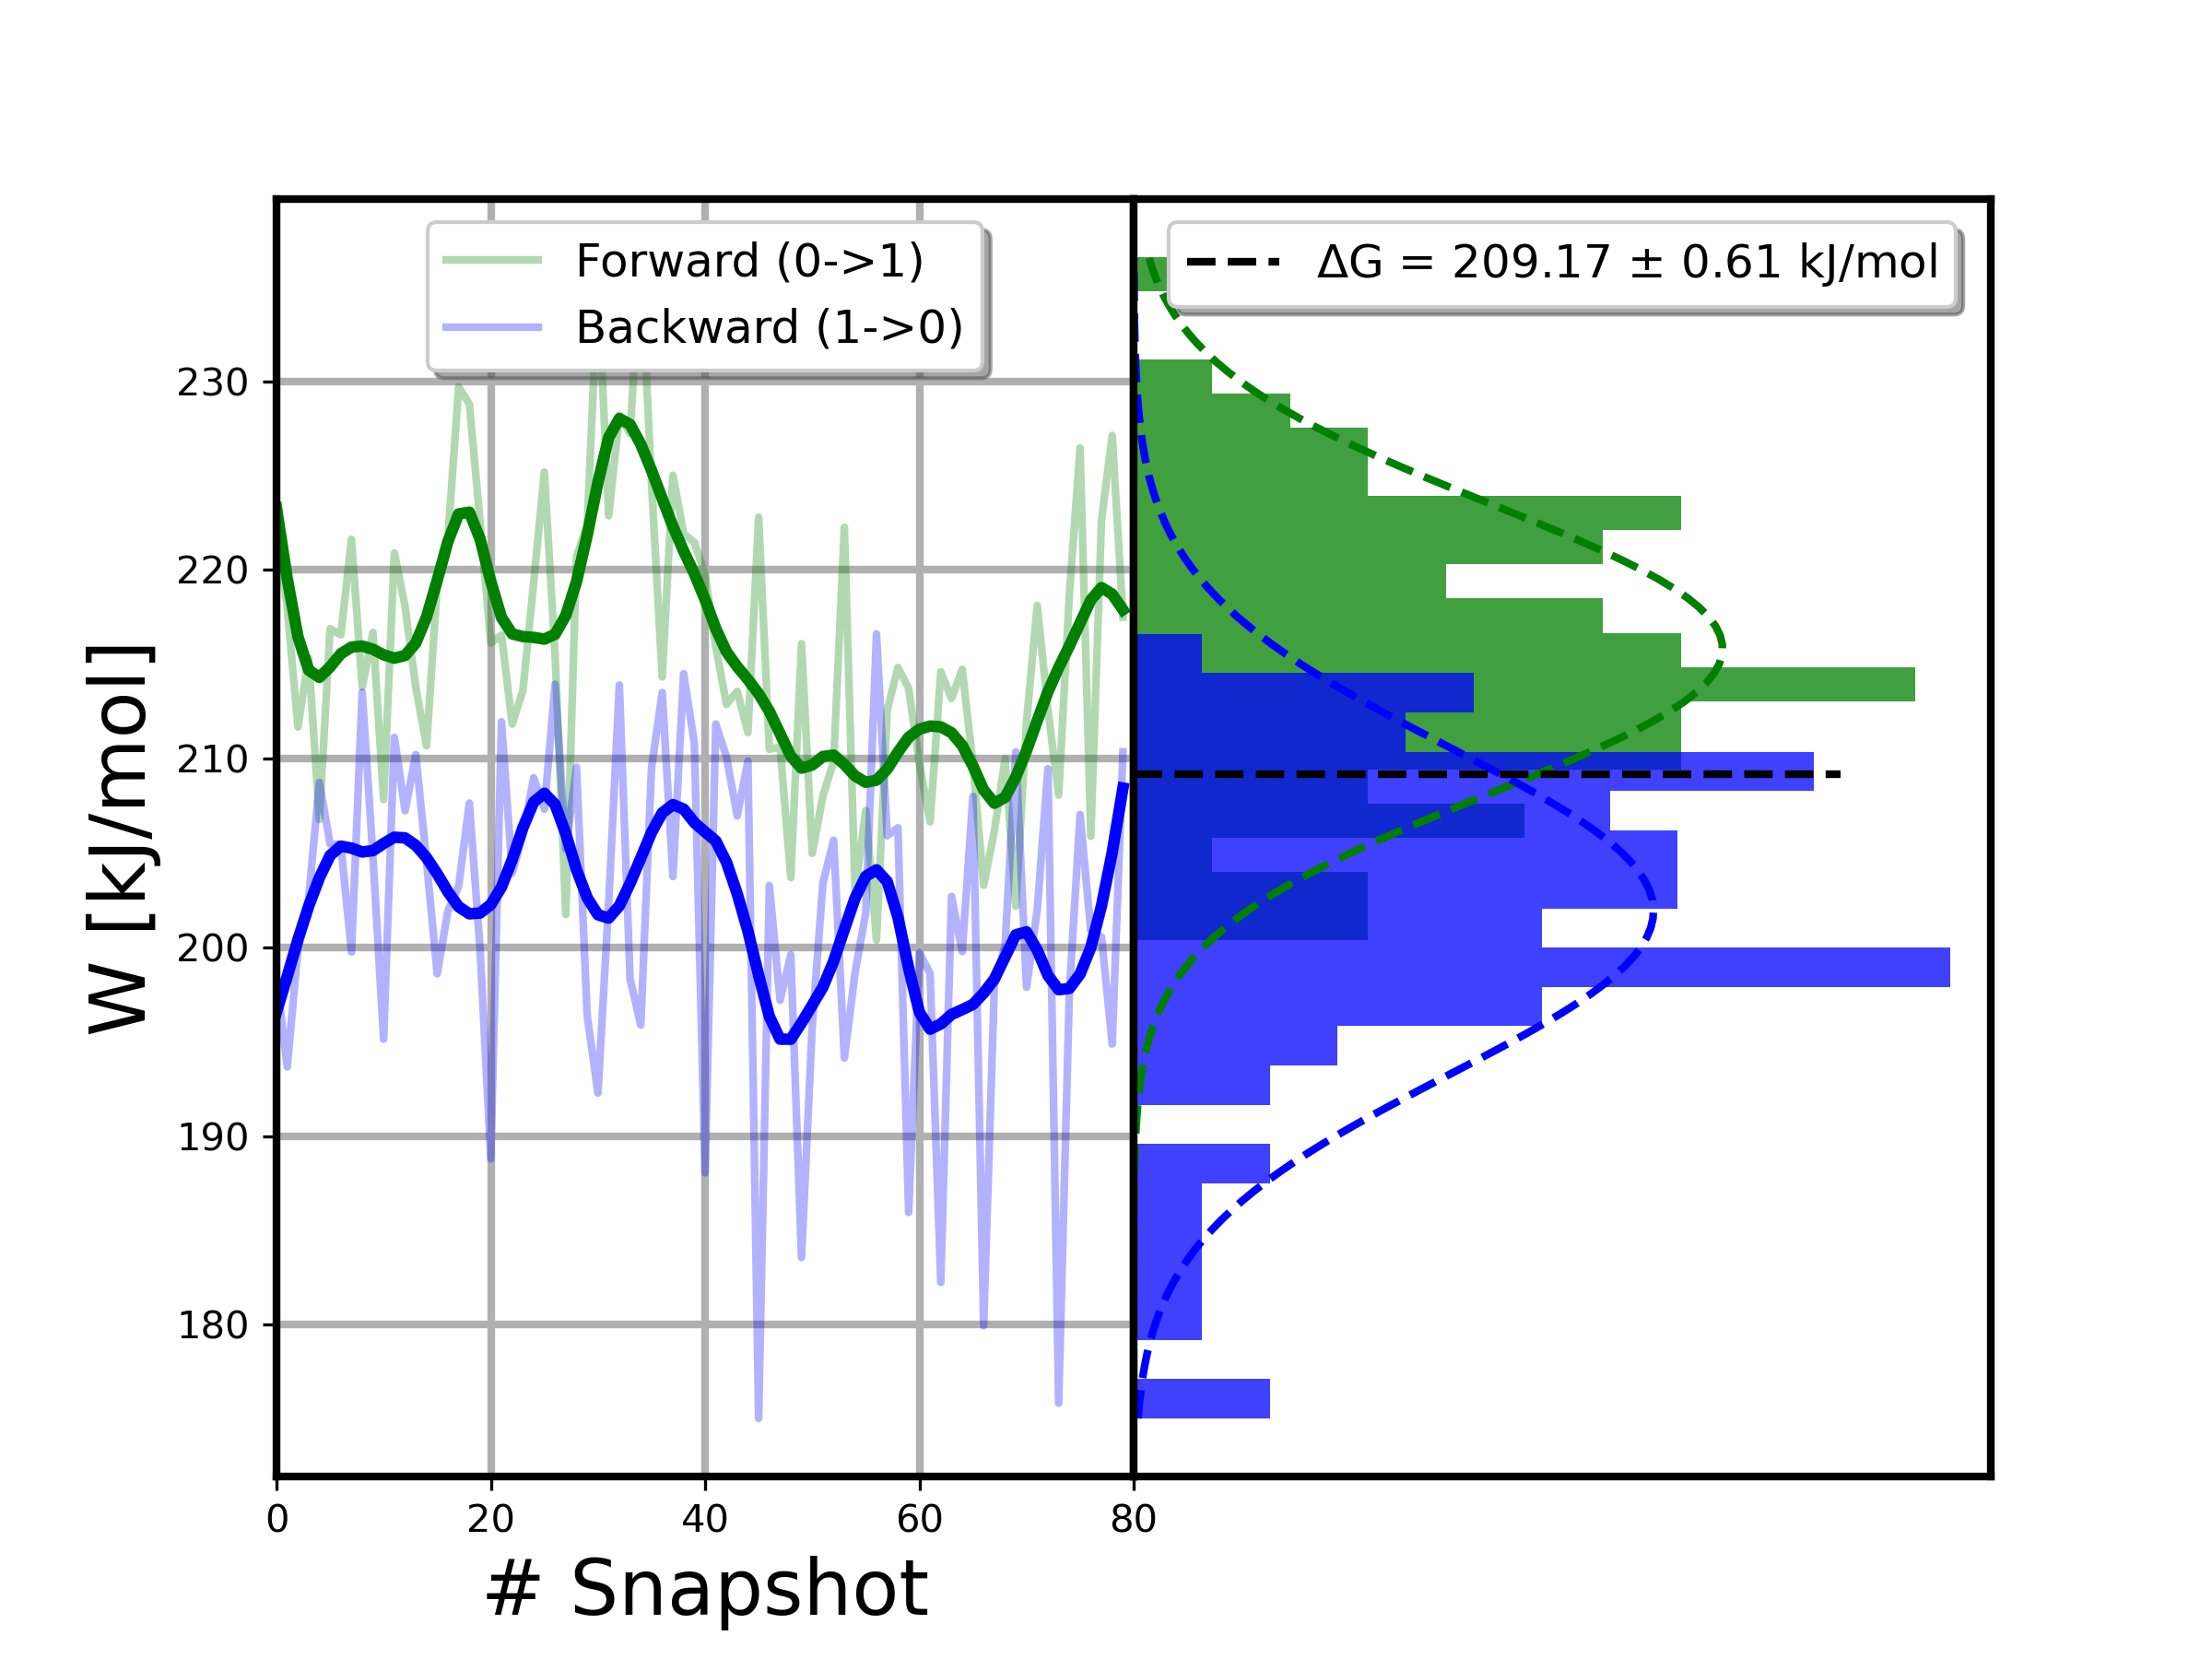 Forward (0->1)
Backward (1->0)
ΔG = 209.17 ± 0.61 kJ/mol
230
220
210
200
190
180
W [kJ/mol]
0 20 40 60 80
# Snapshot